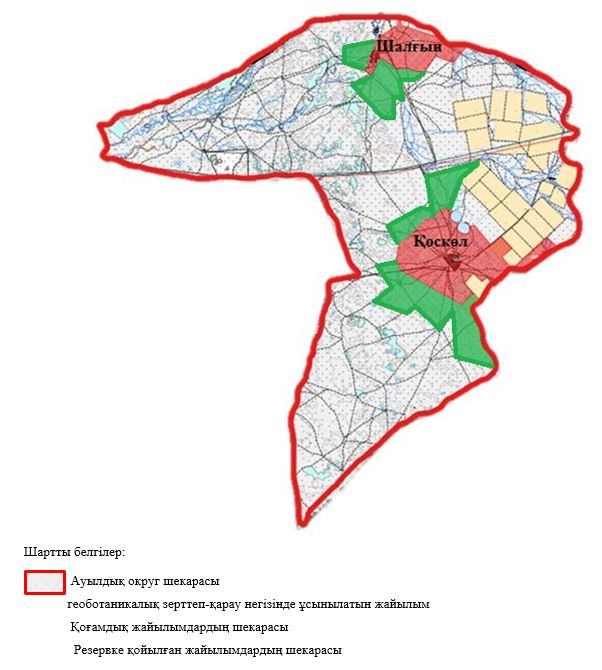 Шалғын
Қоскөл
Шартты белгілер:
Ауылдық округ шекарасы
геоботаникалық зерттеп-қарау негізінде ұсынылатын жайылым
Қоғамдық жайылымдардың шекарасы
Резервке қойылған жайылымдардың шекарасы